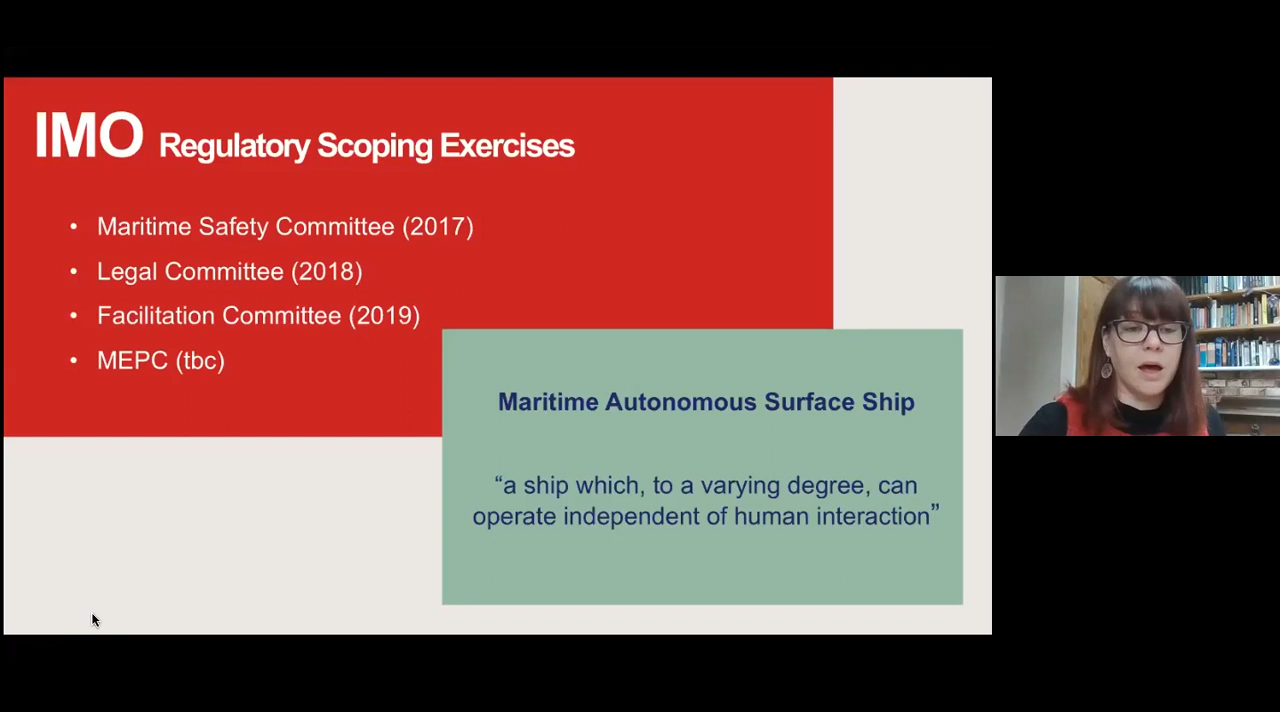 IMO Regulatory Scoping Exercises
• Maritime Safety Committee (2017)
• Legal Committee (2018)
• Facilitation Committee (2019)
• MEPC (tbc)
Maritime Autonomous Surface Ship
“a ship which, to a varying degree, can
operate independent of human interaction”